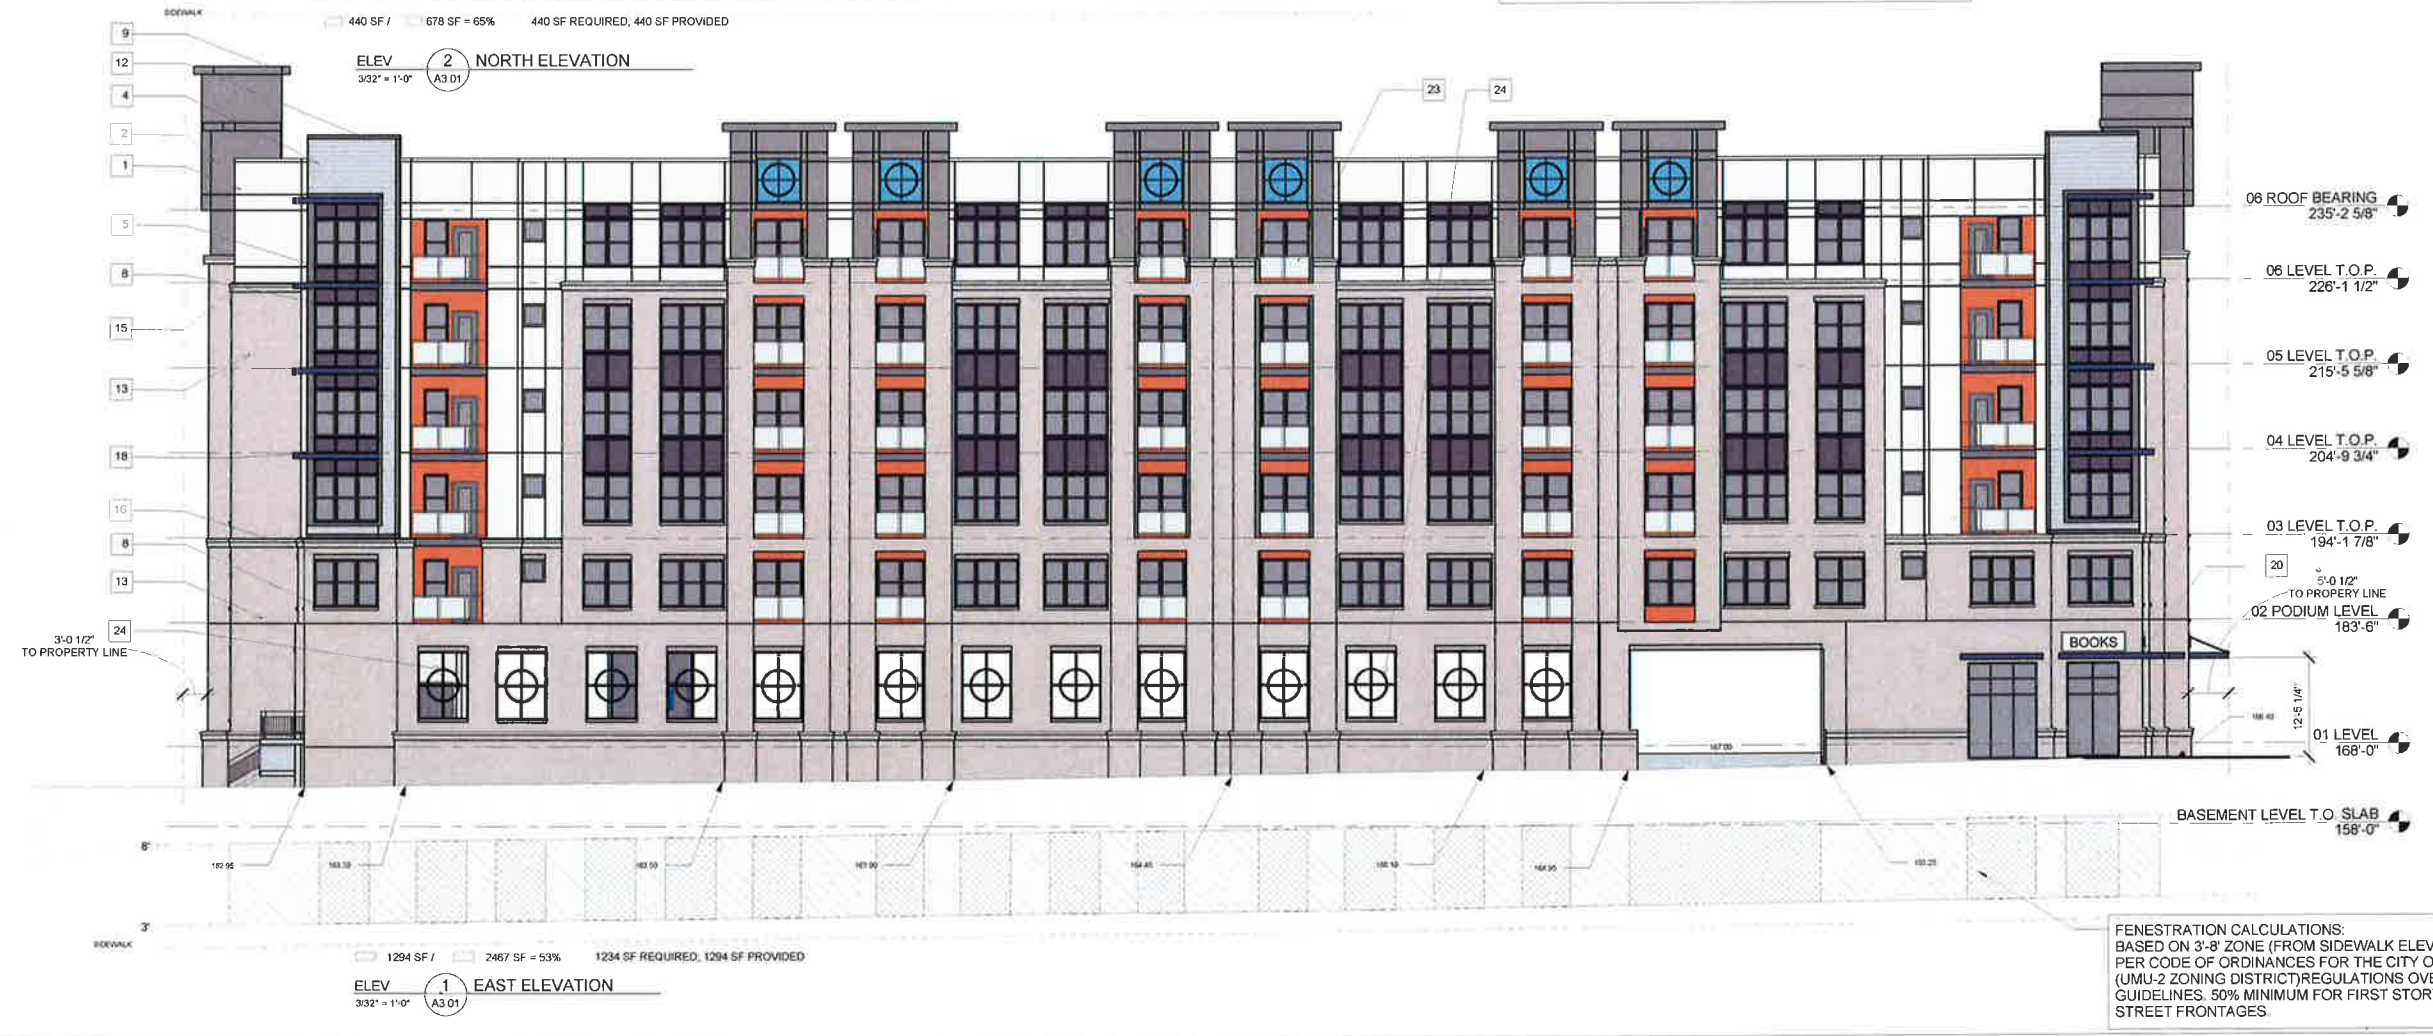 SIDEWALK
440 SF / 678 SF = 65% 440 SF REQUIRED, 440 SF PROVIDED
ELEV 2 NORTH ELEVATION
3/32" = 1'-0" A3.01
9
12
4
2
1
5
8
15
13
18
16
8
13
24
3'-0 1/2"
TO PROPERTY LINE
23
24
06 ROOF BEARING
235'-2 5/8"
06 LEVEL T.O.P.
226'-1 1/2"
05 LEVEL T.O.P.
215'-5 5/8"
04 LEVEL T.O.P.
204'-9 3/4"
03 LEVEL T.O.P.
194'-1 7/8"
20
5'-0 1/2"
TO PROPERY LINE
02 PODIUM LEVEL
183'-6"
BOOKS
12'-5 1/4"
167.00
01 LEVEL
168'-0"
BASEMENT LEVEL T.O. SLAB
158'-0"
8'
162.95
3'
SIDEWALK
1294 SF / 2467 SF = 53% 1234 SF REQUIRED, 1294 SF PROVIDED
ELEV 1 EAST ELEVATION
3/32" = 1'-0" A3.01
FENESTRATION CALCULATIONS:
BASED ON 3'-8' ZONE (FROM SIDEWALK ELEV
PER CODE OF ORDINANCES FOR THE CITY O
(UMU-2 ZONING DISTRICT)REGULATIONS OVE
GUIDELINES. 50% MINIMUM FOR FIRST STOR
STREET FRONTAGES.